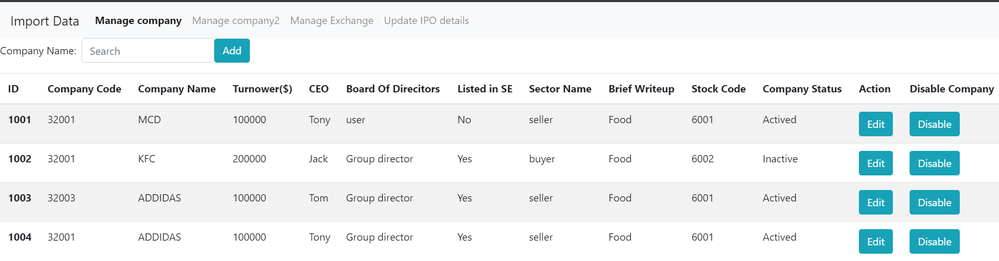 Import Data Manage company Manage company2 Manage Exchange Update IPO details
Company Name: Search Add
ID Company Code Company Name Turnower($) CEO Board Of Direcitors Listed in SE Sector Name Brief Writeup Stock Code Company Status Action Disable Company
1001 32001 MCD 100000 Tony user No seller Food 6001 Actived Edit Disable
1002 32001 KFC 200000 Jack Group director Yes buyer Food 6002 Inactive Edit Disable
1003 32003 ADDIDAS 100000 Tom Group director Yes seller Food 6001 Actived Edit Disable
1004 32001 ADDIDAS 100000 Tony Group director Yes seller Food 6001 Actived Edit Disable